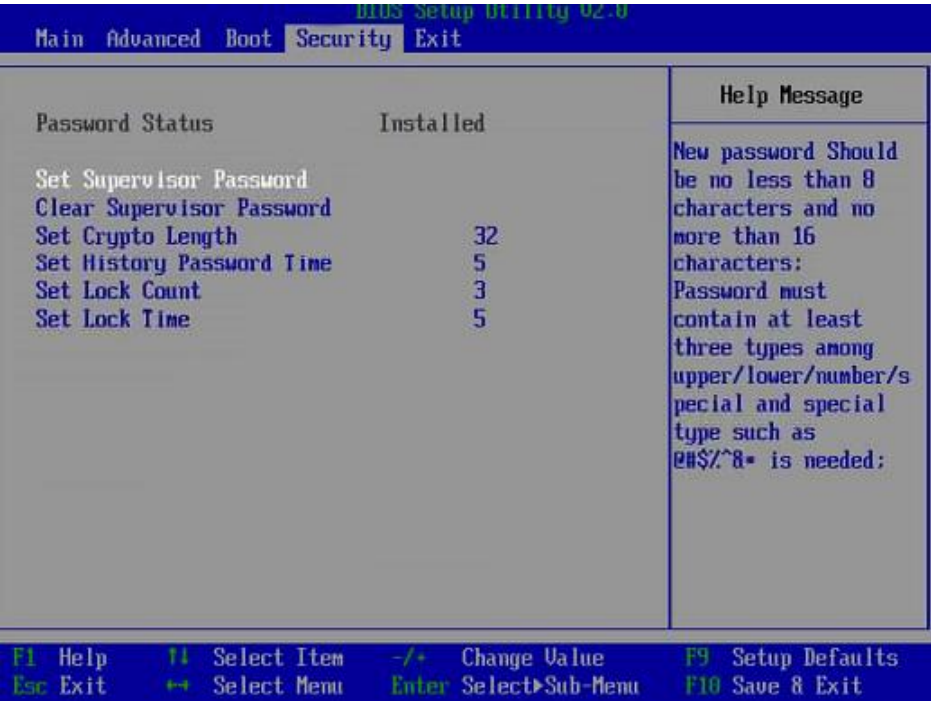 BIOS Setup Utility V2.0
Main Advanced Boot Security Exit
Password Status Installed
Set Supervisor Password
Clear Supervisor Password
Set Crypto Length 32
Set History Password Time 5
Set Lock Count 3
Set Lock Time 5
Help Message
New password Should
be no less than 8
characters and no
more than 16
characters;
Password must
contain at least
three types among
upper/lower/number/s
pecial and special
type such as
@#$%^&* is needed;
F1 Help ↑↓ Select Item -/+ Change Value F9 Setup Defaults
Esc Exit ↔ Select Menu Enter Select▶Sub-Menu F10 Save & Exit